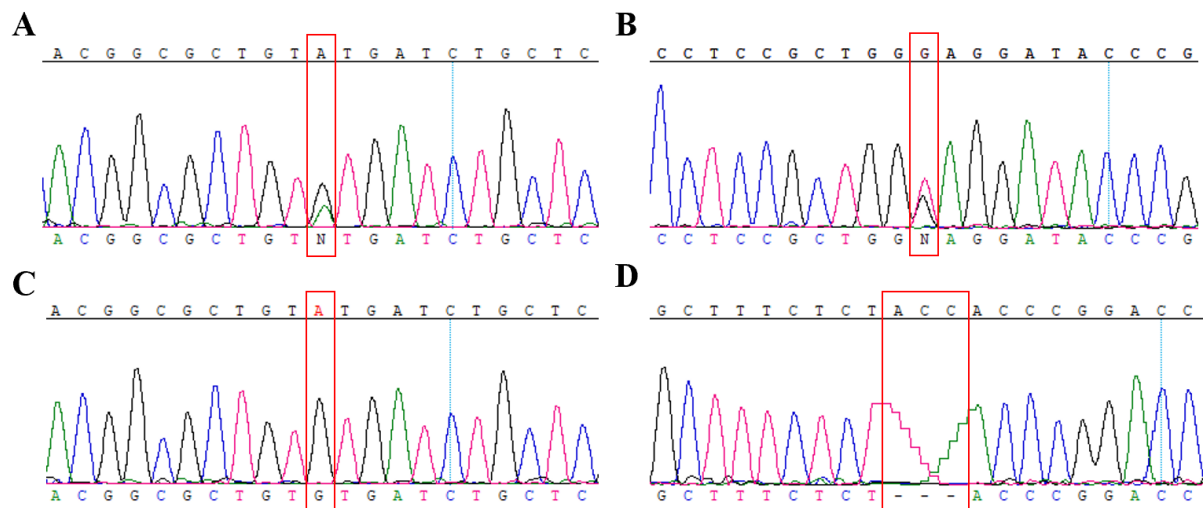 A
A C G G C G C T G T A T G A T C T G C T C
A C G G C G C T G T N T G A T C T G C T C
B
C C T C C G C T G G G A G G A T A C C C G
C C T C C G C T G G N A G G A T A C C C G
C
A C G G C G C T G T A T G A T C T G C T C
A C G G C G C T G T G T G A T C T G C T C
D
G C T T T C T C T A C C A C C C G G A C C
G C T T T C T C T - - - A C C C G G A C C